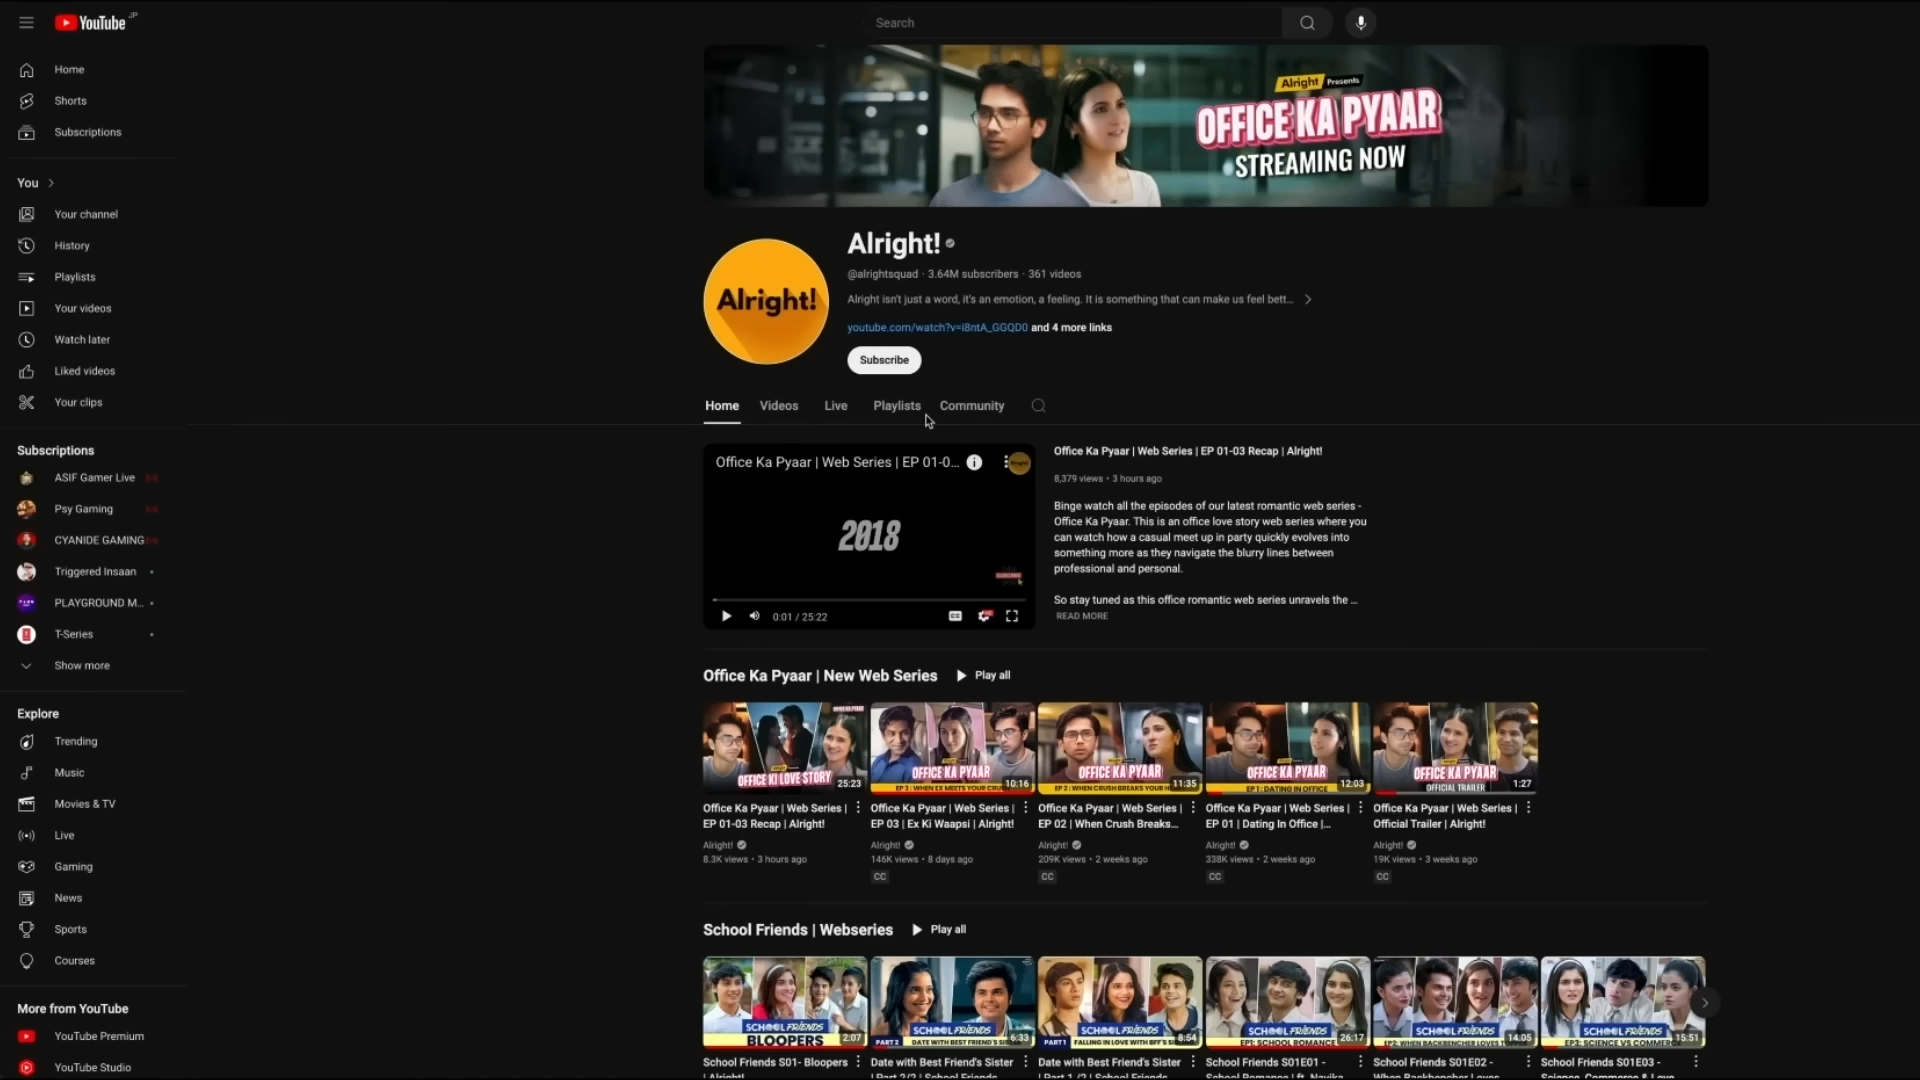 YouTube JP
Search
Home
Shorts
Subscriptions
You
Your channel
History
Playlists
Your videos
Watch later
Liked videos
Your clips
Subscriptions
ASIF Gamer Live
Psy Gaming
CYANIDE GAMING
Triggered Insaan
PLAYGROUND M...
T-Series
Show more
Explore
Trending
Music
Movies & TV
Live
Gaming
News
Sports
Courses
More from YouTube
YouTube Premium
YouTube Studio
Alright! Presents
OFFICE KA PYAAR
STREAMING NOW
Alright!
Alright!
@alrightsquad · 3.64M subscribers · 361 videos
Alright isn't just a word, it's an emotion, a feeling. It is something that can make us feel bett...
youtube.com/watch?v=i8ntA_GGQD0 and 4 more links
Subscribe
Home Videos Live Playlists Community
Office Ka Pyaar | Web Series | EP 01-0...
2018
0:01 / 25:22
Office Ka Pyaar | Web Series | EP 01-03 Recap | Alright!
8,379 views • 3 hours ago
Binge watch all the episodes of our latest romantic web series -
Office Ka Pyaar. This is an office love story web series where you
can watch how a casual meet up in party quickly evolves into
something more as they navigate the blurry lines between
professional and personal.
So stay tuned as this office romantic web series unravels the ...
READ MORE
Office Ka Pyaar | New Web Series Play all
OFFICE KI LOVE STORY
25:23
Office Ka Pyaar | Web Series |
EP 01-03 Recap | Alright!
Alright!
8.3K views • 3 hours ago
OFFICE KA PYAAR
EP 3 : WHEN EX MEETS YOUR CRUSH
10:16
Office Ka Pyaar | Web Series |
EP 03 | Ex Ki Waapsi | Alright!
Alright!
146K views • 8 days ago
CC
OFFICE KA PYAAR
EP 2 : WHEN CRUSH BREAKS YOUR
11:35
Office Ka Pyaar | Web Series |
EP 02 | When Crush Breaks...
Alright!
209K views • 2 weeks ago
CC
OFFICE KA PYAAR
EP 1 : DATING IN OFFICE
12:03
Office Ka Pyaar | Web Series |
EP 01 | Dating In Office |...
Alright!
338K views • 2 weeks ago
CC
OFFICE KA PYAAR
OFFICIAL TRAILER
1:27
Office Ka Pyaar | Web Series |
Official Trailer | Alright!
Alright!
19K views • 3 weeks ago
CC
School Friends | Webseries Play all
SCHOOL FRIENDS
BLOOPERS
2:07
School Friends S01- Bloopers
| Alright!
SCHOOL FRIENDS
PART 2 DATE WITH BEST FRIEND'S
6:33
Date with Best Friend's Sister
| Part 2/2 | School Friends
SCHOOL FRIENDS
PART 1 FALLING IN LOVE WITH BFF'S
8:54
Date with Best Friend's Sister
| Part 1 /2 | School Friends
SCHOOL FRIENDS
EP1: SCHOOL ROMANCE
26:17
School Friends S01E01 -
School Romance | ft. Navika
SCHOOL FRIENDS
EP2: WHEN BACKBENCHER LOVES
14:05
School Friends S01E02 -
When Backbencher Loves
SCHOOL FRIENDS
EP3: SCIENCE VS COMMERCE
15:51
School Friends S01E03 -
Science, Commerce & Love